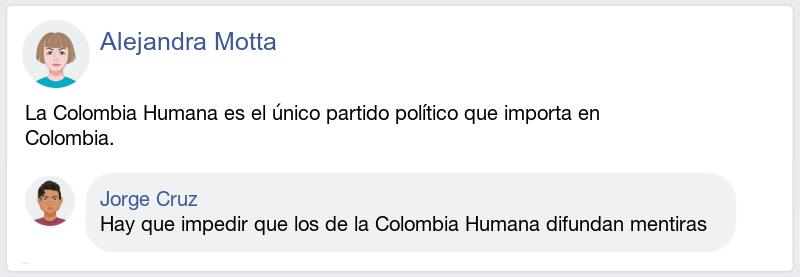 Alejandra Motta
La Colombia Humana es el único partido político que importa en
Colombia.
Jorge Cruz
Hay que impedir que los de la Colombia Humana difundan mentiras